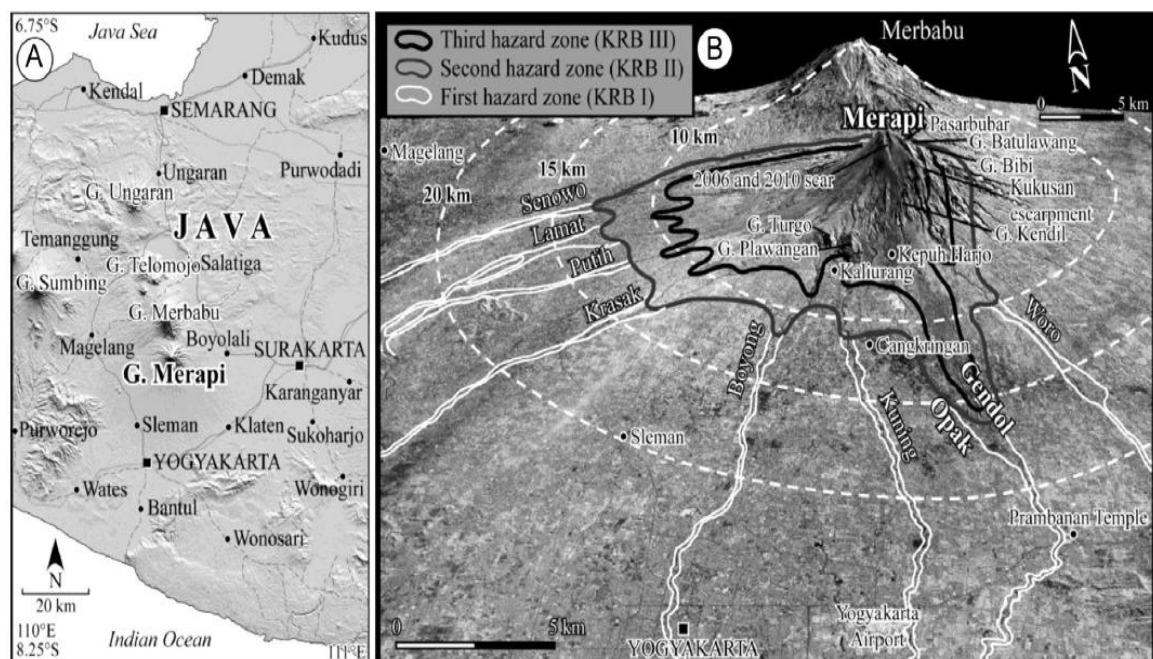 6.75°S
Java Sea
A
Kudus
Demak
Kendal
SEMARANG
Purwodadi
Ungaran
G. Ungaran
JAVA
Temanggung
G. Telomojo
Salatiga
G. Sumbing
G. Merbabu
Magelang
Boyolali
SURAKARTA
G. Merapi
Karanganyar
Sleman
Klaten
Purworejo
Sukoharjo
YOGYAKARTA
Wates
Wonogiri
Bantul
Wonosari
N
20 km
110°E
8.25°S
Indian Ocean
111°E
Third hazard zone (KRB III)
Second hazard zone (KRB II)
First hazard zone (KRB I)
B
Merbabu
N
0 5 km
Merapi
Pasarbubar
10 km
G. Batulawang
Magelang
G. Bibi
15 km
2006 and 2010 scar
Kukusan
20 km
Senowo
escarpment
Lamat
G. Turgo
G. Kendil
G. Plawangan
Kepuh Harjo
Putih
Kaliurang
Krasak
Woro
Boyong
Cangkringan
Gendol
Kuning
Opak
Sleman
Prambanan Temple
Yogyakarta
Airport
0 5 km
YOGYAKARTA